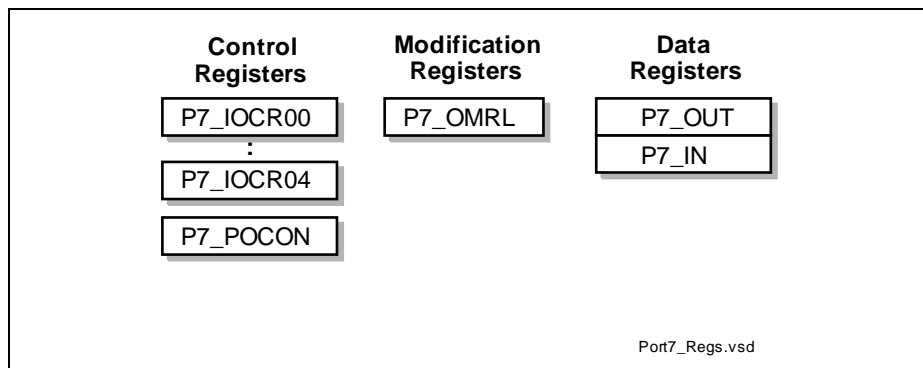 Control
Registers
Modification
Registers
Data
Registers
P7_IOCR00
:
P7_IOCR04
P7_POCON
P7_OMRL
P7_OUT
P7_IN
Port7_Regs.vsd